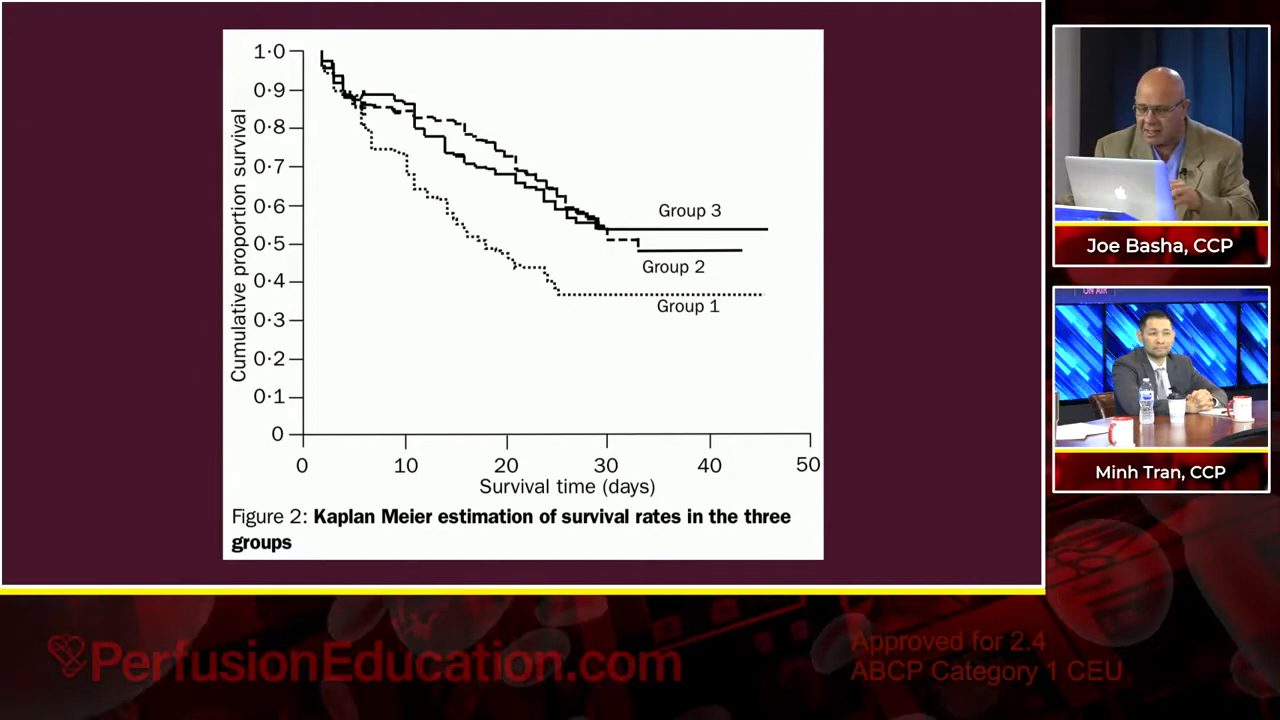 1·0
0·9
0·8
0·7
0·6
0·5
0·4
0·3
0·2
0·1
0
Cumulative proportion survival
Group 3
Group 2
Group 1
0 10 20 30 40 50
Survival time (days)
Figure 2: Kaplan Meier estimation of survival rates in the three
groups
Joe Basha, CCP
ON AIR
Minh Tran, CCP
PerfusionEducation.com
Approved for 2.4
ABCP Category 1 CEU